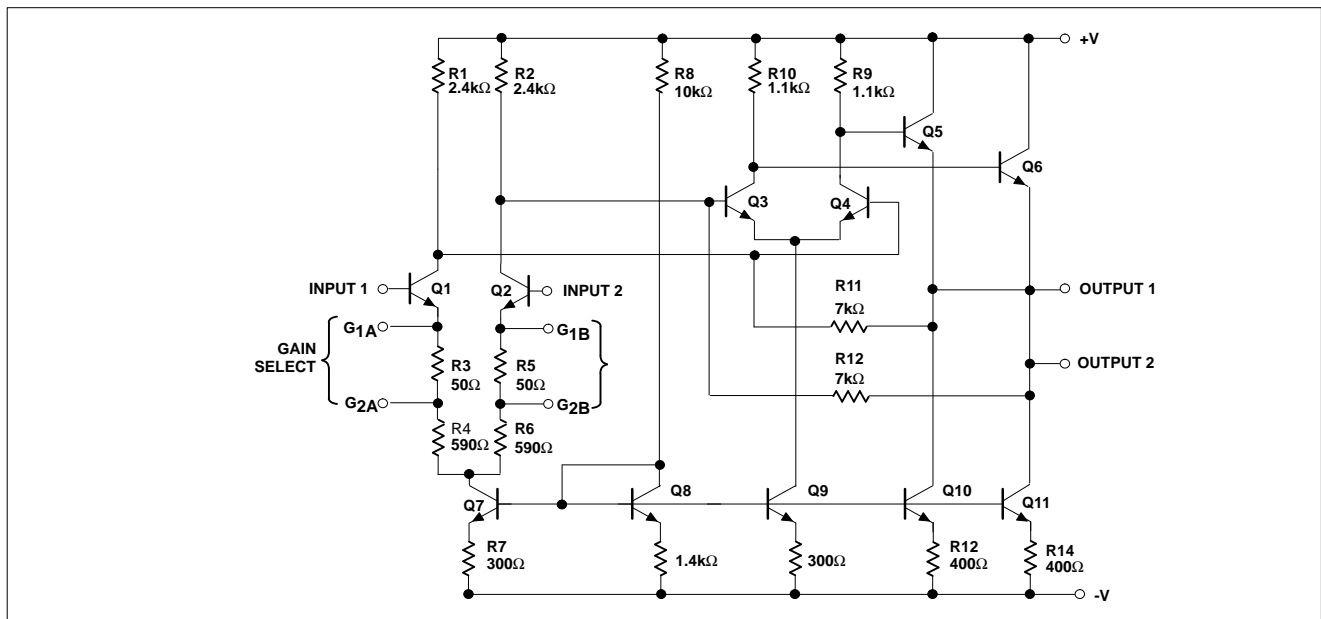 +V
R1
2.4kΩ
R2
2.4kΩ
R8
10kΩ
R10
1.1kΩ
R9
1.1kΩ
Q5
Q6
Q3
Q4
INPUT 1
Q1
Q2
INPUT 2
R11
7kΩ
OUTPUT 1
G1A
G1B
GAIN
SELECT
R3
50Ω
R5
50Ω
R12
7kΩ
OUTPUT 2
G2A
G2B
R4
590Ω
R6
590Ω
Q7
Q8
Q9
Q10
Q11
R7
300Ω
1.4kΩ
300Ω
R12
400Ω
R14
400Ω
-V